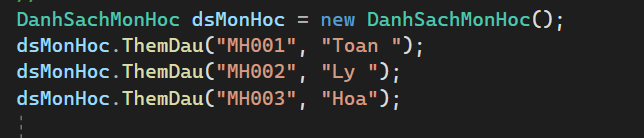 DanhSachMonHoc dsMonHoc = new DanhSachMonHoc();
dsMonHoc.ThemDau("MH001", "Toan ");
dsMonHoc.ThemDau("MH002", "Ly ");
dsMonHoc.ThemDau("MH003", "Hoa");